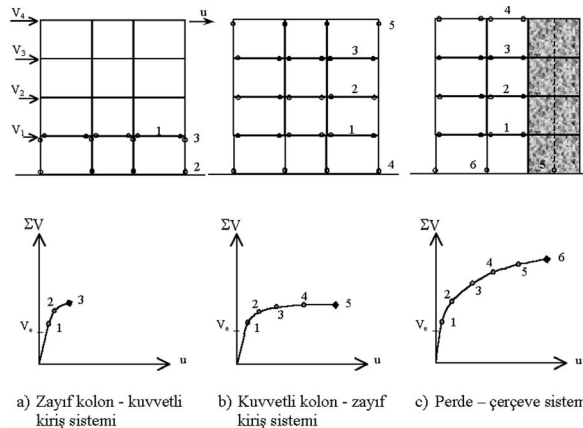 V₄
u
V₃
V₂
V₁
1
3
2
5
3
2
1
4
4
3
2
1
6
5
ΣV
2
3
1
Vₑ
u
ΣV
2
3
4
5
1
Vₑ
u
ΣV
6
5
4
3
2
1
Vₑ
u
a) Zayıf kolon - kuvvetli
kiriş sistemi
b) Kuvvetli kolon - zayıf
kiriş sistemi
c) Perde – çerçeve sistem